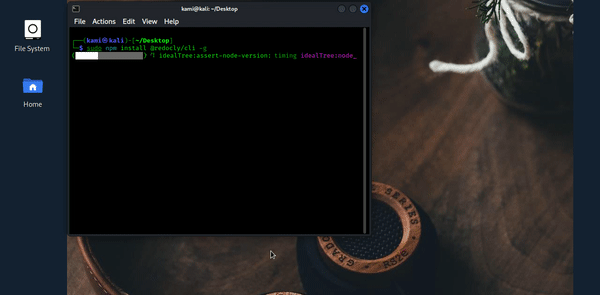 kami@kali: ~/Desktop
File Actions Edit View Help
File System
Home
(kami㉿kali)-[~/Desktop]
$ sudo npm install @redocly/cli -g
idealTree:assert-node-version: timing idealTree:node_
SERIES
GRADO
RS2e